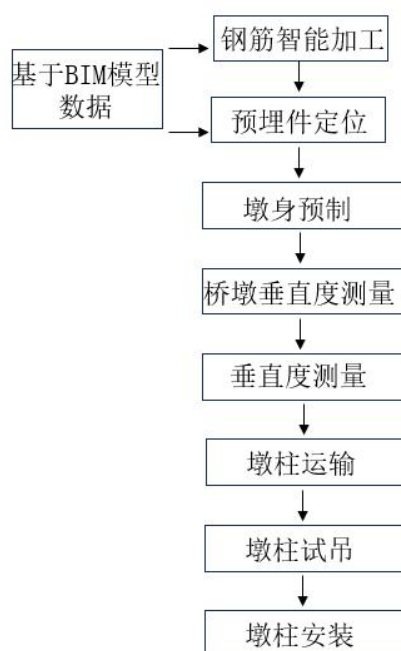 钢筋智能加工
基于BIM模型
数据
预埋件定位
墩身预制
桥墩垂直度测量
垂直度测量
墩柱运输
墩柱试吊
墩柱安装